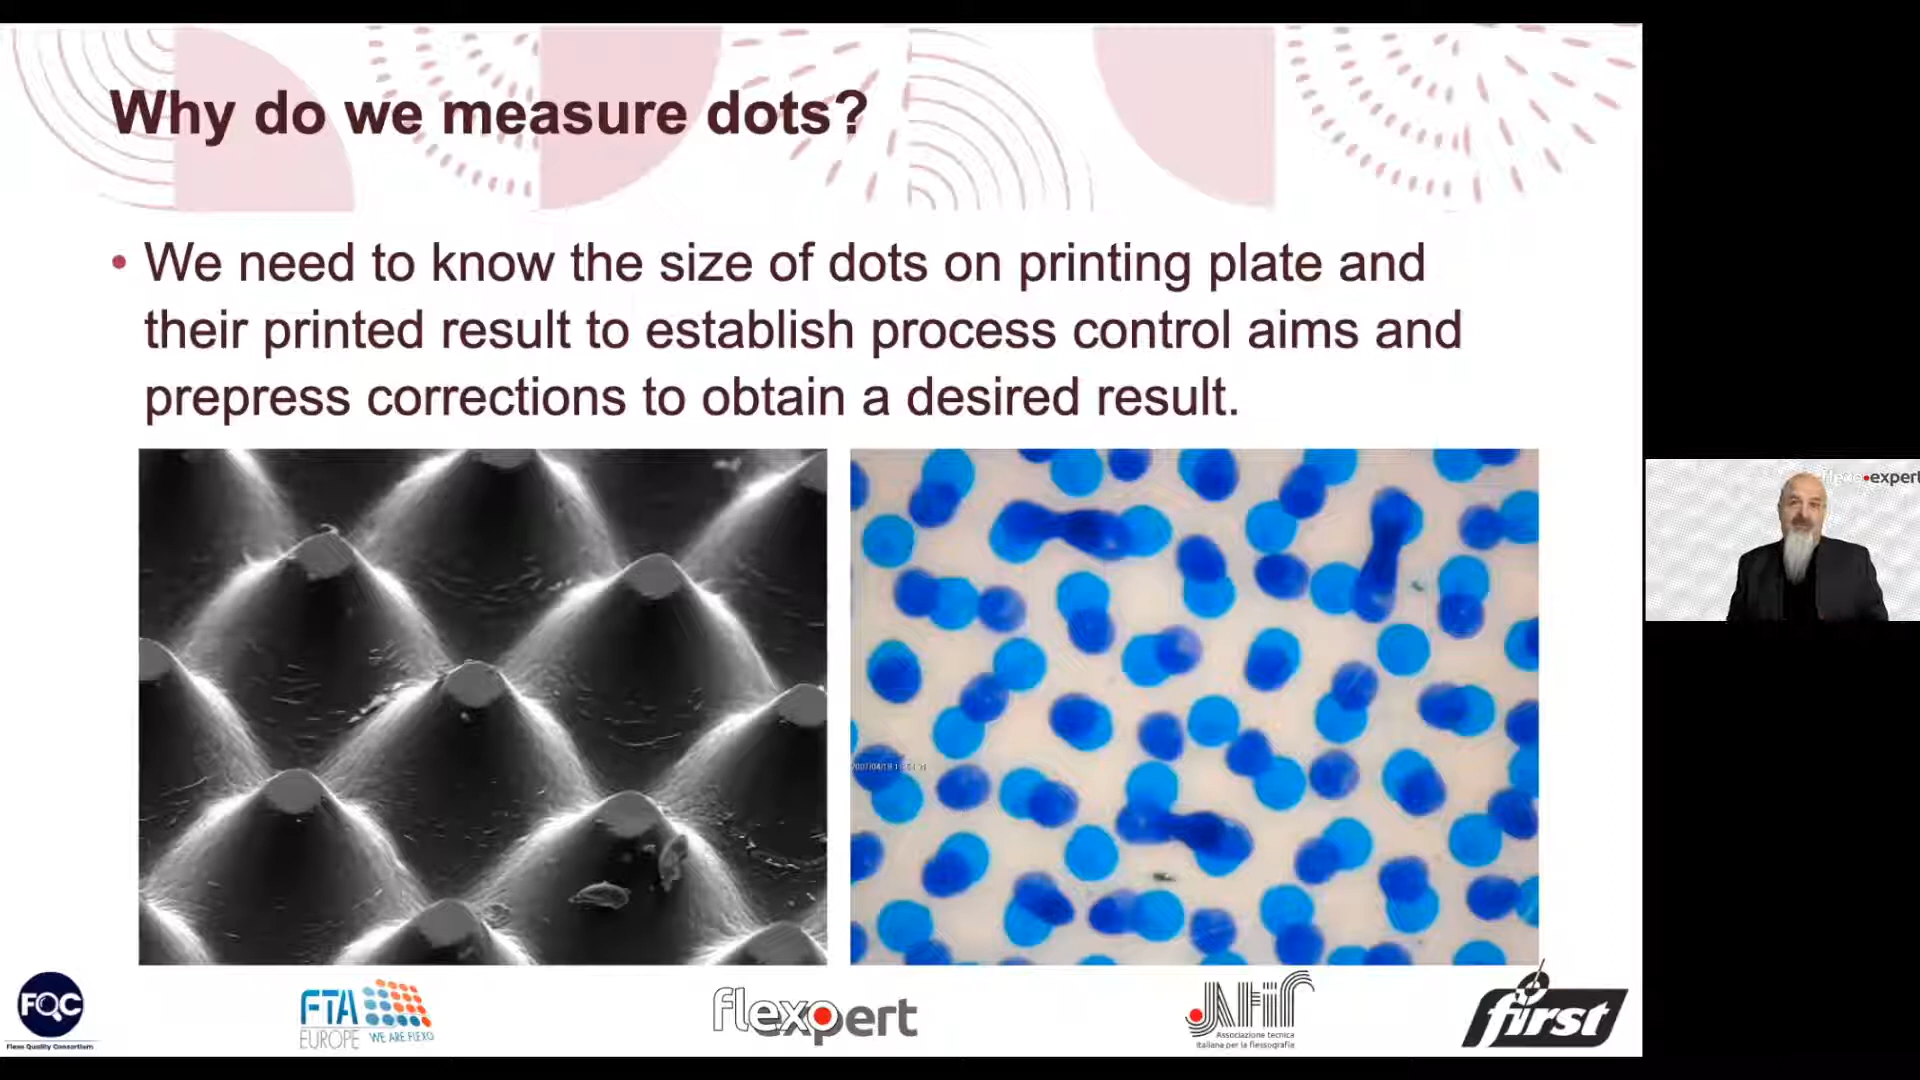 Why do we measure dots?
• We need to know the size of dots on printing plate and
their printed result to establish process control aims and
prepress corrections to obtain a desired result.
expert
FQC
Flexo Quality Consortium
FTA
EUROPE
WE ARE FLEXO
flexpert
Atif
Associazione tecnica
italiana per la flessografia
first